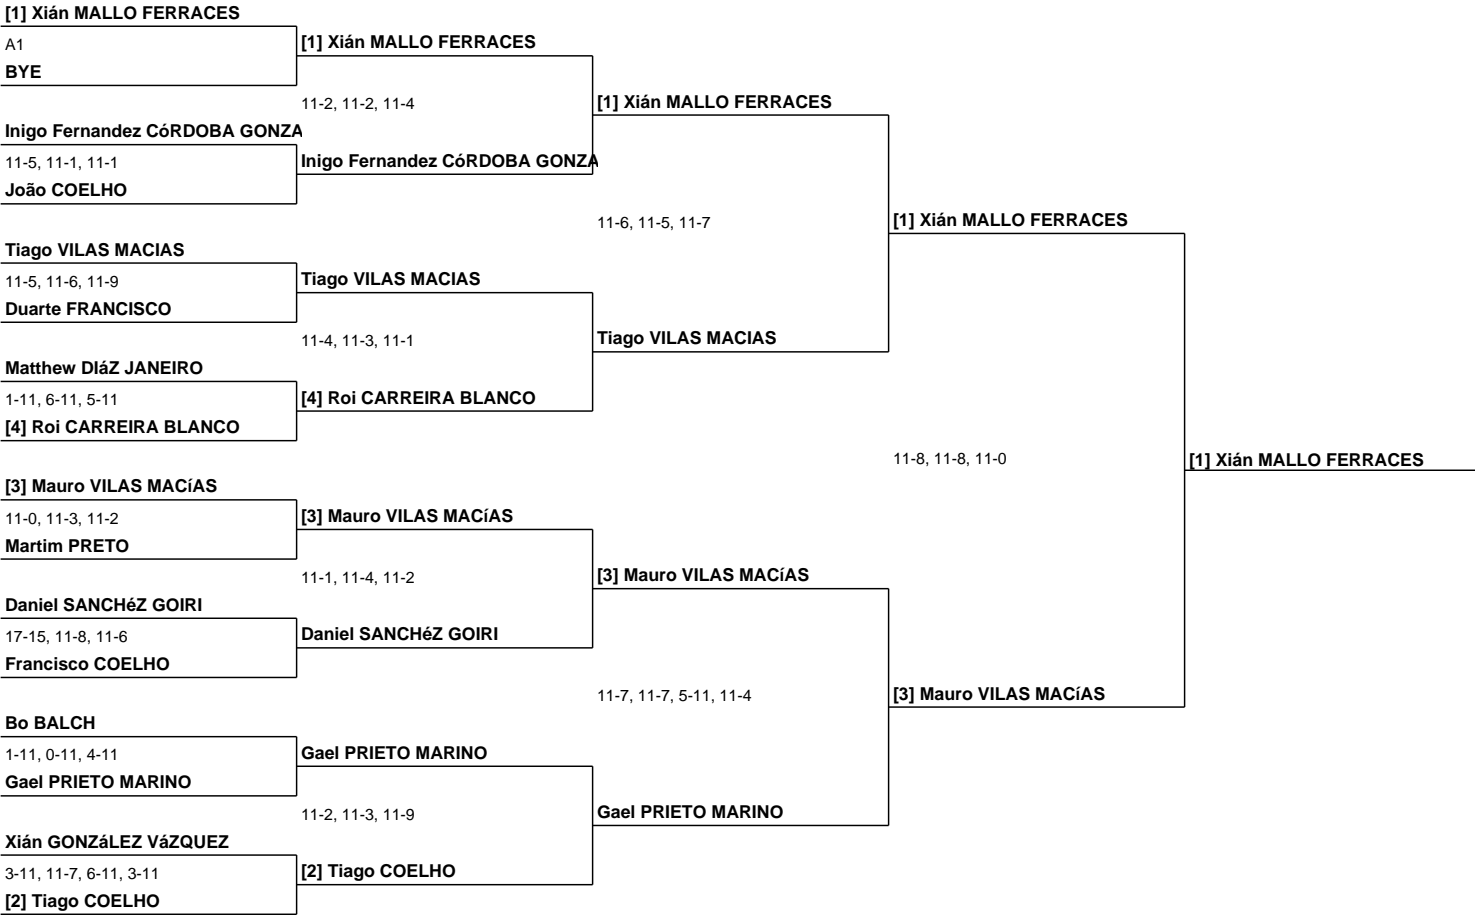 [1] Xián MALLO FERRACES
A1
BYE
Inigo Fernandez CóRDOBA GONZA
11-5, 11-1, 11-1
João COELHO
Tiago VILAS MACIAS
11-5, 11-6, 11-9
Duarte FRANCISCO
Matthew DIáZ JANEIRO
1-11, 6-11, 5-11
[4] Roi CARREIRA BLANCO
[3] Mauro VILAS MACíAS
11-0, 11-3, 11-2
Martim PRETO
Daniel SANCHéZ GOIRI
17-15, 11-8, 11-6
Francisco COELHO
Bo BALCH
1-11, 0-11, 4-11
Gael PRIETO MARINO
Xián GONZáLEZ VáZQUEZ
3-11, 11-7, 6-11, 3-11
[2] Tiago COELHO
[1] Xián MALLO FERRACES
11-2, 11-2, 11-4
Inigo Fernandez CóRDOBA GONZA
Tiago VILAS MACIAS
11-4, 11-3, 11-1
[4] Roi CARREIRA BLANCO
[3] Mauro VILAS MACíAS
11-1, 11-4, 11-2
Daniel SANCHéZ GOIRI
Gael PRIETO MARINO
11-2, 11-3, 11-9
[2] Tiago COELHO
[1] Xián MALLO FERRACES
11-6, 11-5, 11-7
Tiago VILAS MACIAS
[3] Mauro VILAS MACíAS
11-7, 11-7, 5-11, 11-4
Gael PRIETO MARINO
[1] Xián MALLO FERRACES
11-8, 11-8, 11-0
[3] Mauro VILAS MACíAS
[1] Xián MALLO FERRACES